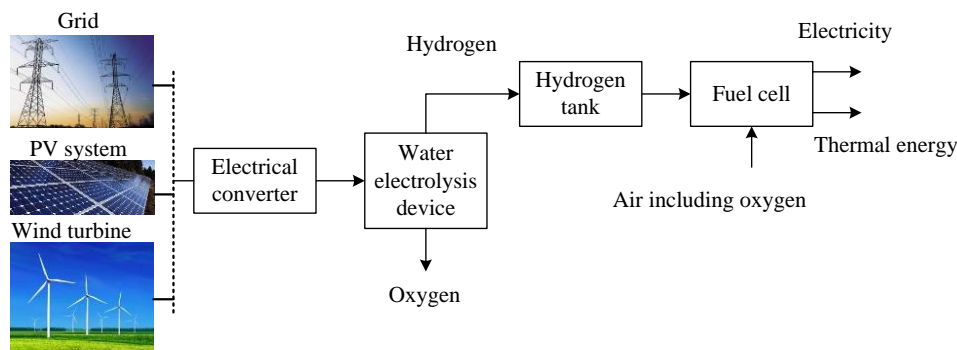 Grid
PV system
Wind turbine
Electrical
converter
Water
electrolysis
device
Oxygen
Hydrogen
Hydrogen
tank
Fuel cell
Air including oxygen
Electricity
Thermal energy